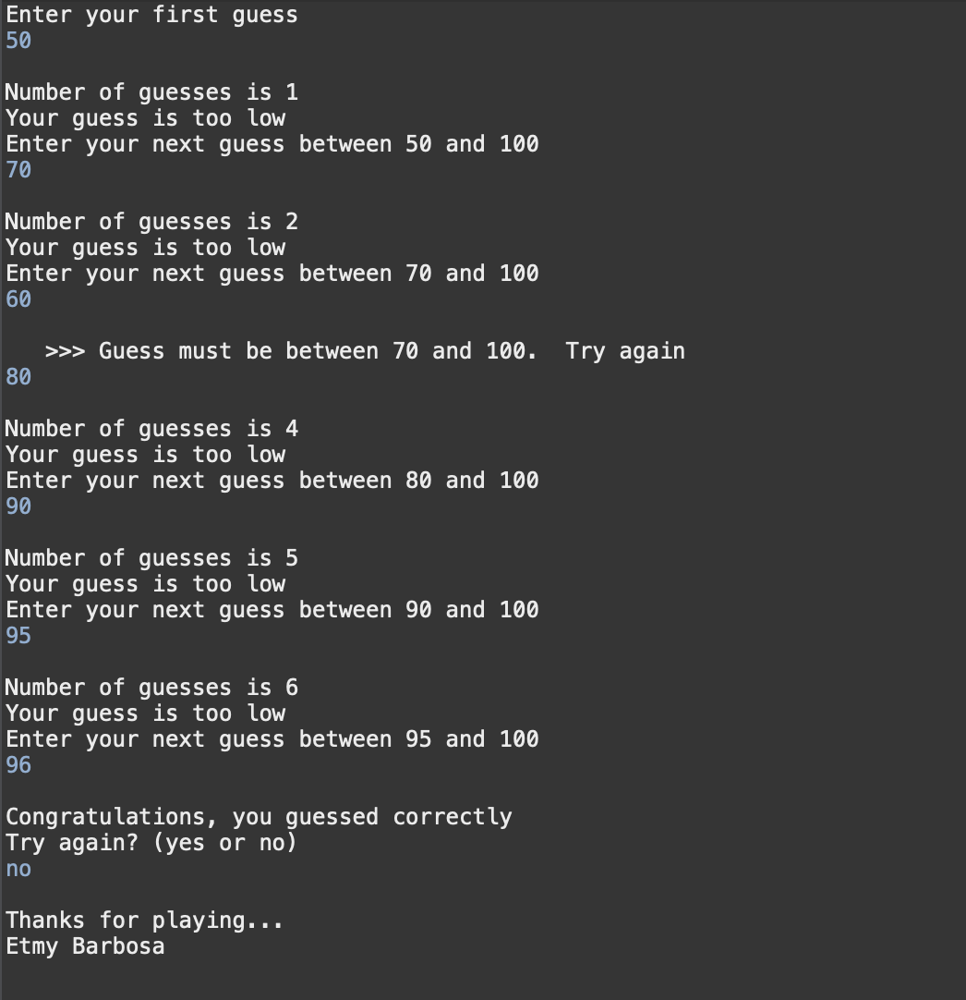 Enter your first guess
50
Number of guesses is 1
Your guess is too low
Enter your next guess between 50 and 100
70
Number of guesses is 2
Your guess is too low
Enter your next guess between 70 and 100
60
>>> Guess must be between 70 and 100.  Try again
80
Number of guesses is 4
Your guess is too low
Enter your next guess between 80 and 100
90
Number of guesses is 5
Your guess is too low
Enter your next guess between 90 and 100
95
Number of guesses is 6
Your guess is too low
Enter your next guess between 95 and 100
96
Congratulations, you guessed correctly
Try again? (yes or no)
no
Thanks for playing...
Etmy Barbosa